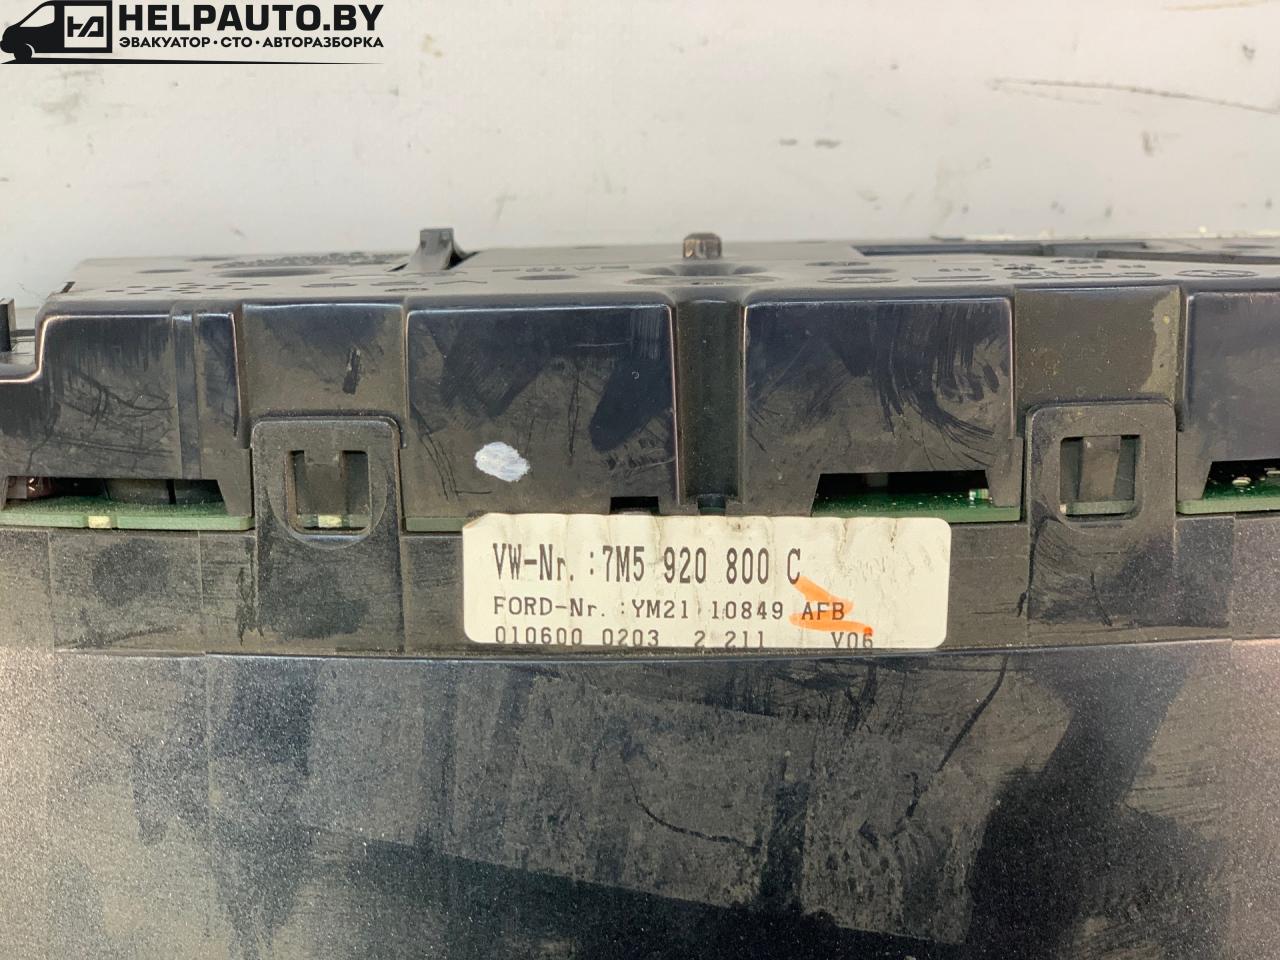 HELPAUTO.BY
ЭВАКУАТОР·СТО·АВТОРАЗБОРКА
VW-Nr. :7M5 920 800 C
FORD-Nr. :YM21 10849 AFB
010600 0203 2 211 V06